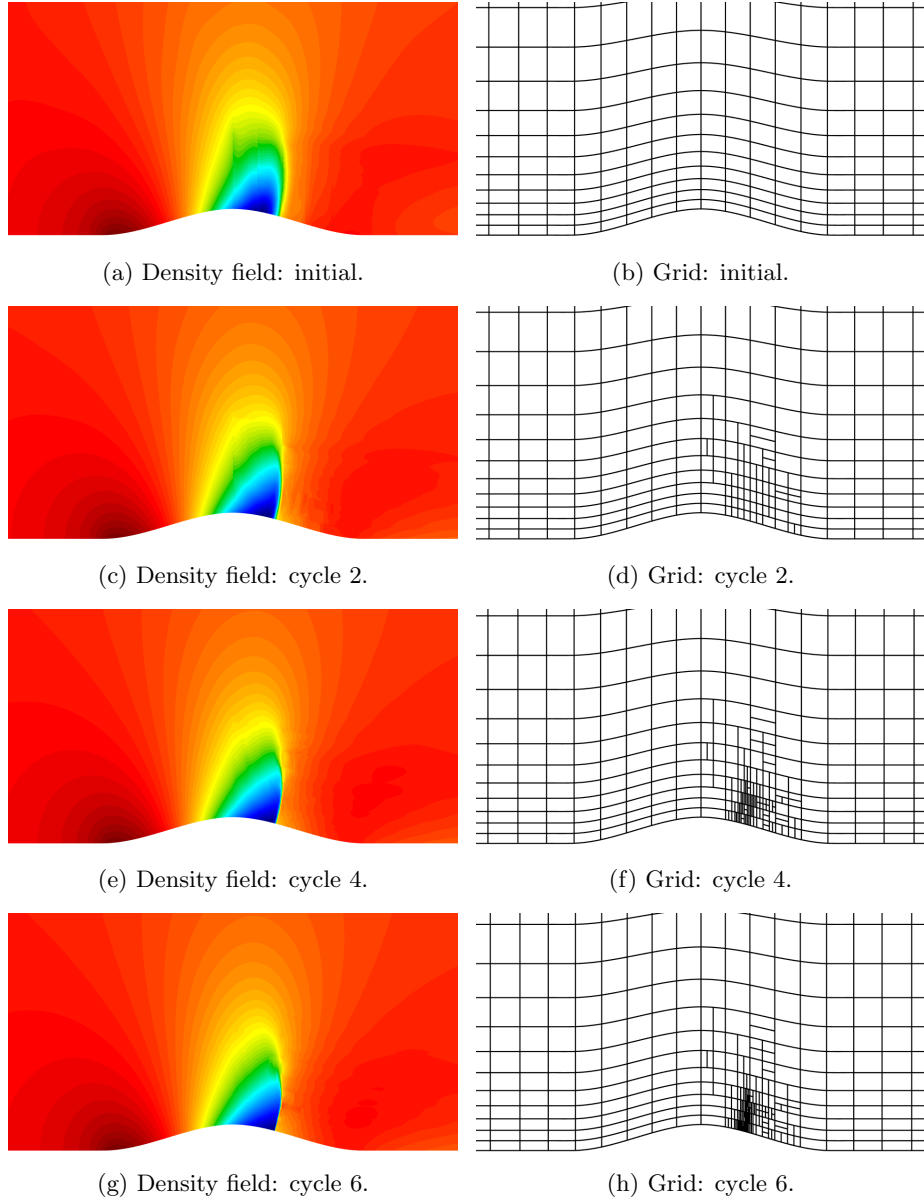 (a) Density field: initial.
(b) Grid: initial.
(c) Density field: cycle 2.
(d) Grid: cycle 2.
(e) Density field: cycle 4.
(f) Grid: cycle 4.
(g) Density field: cycle 6.
(h) Grid: cycle 6.